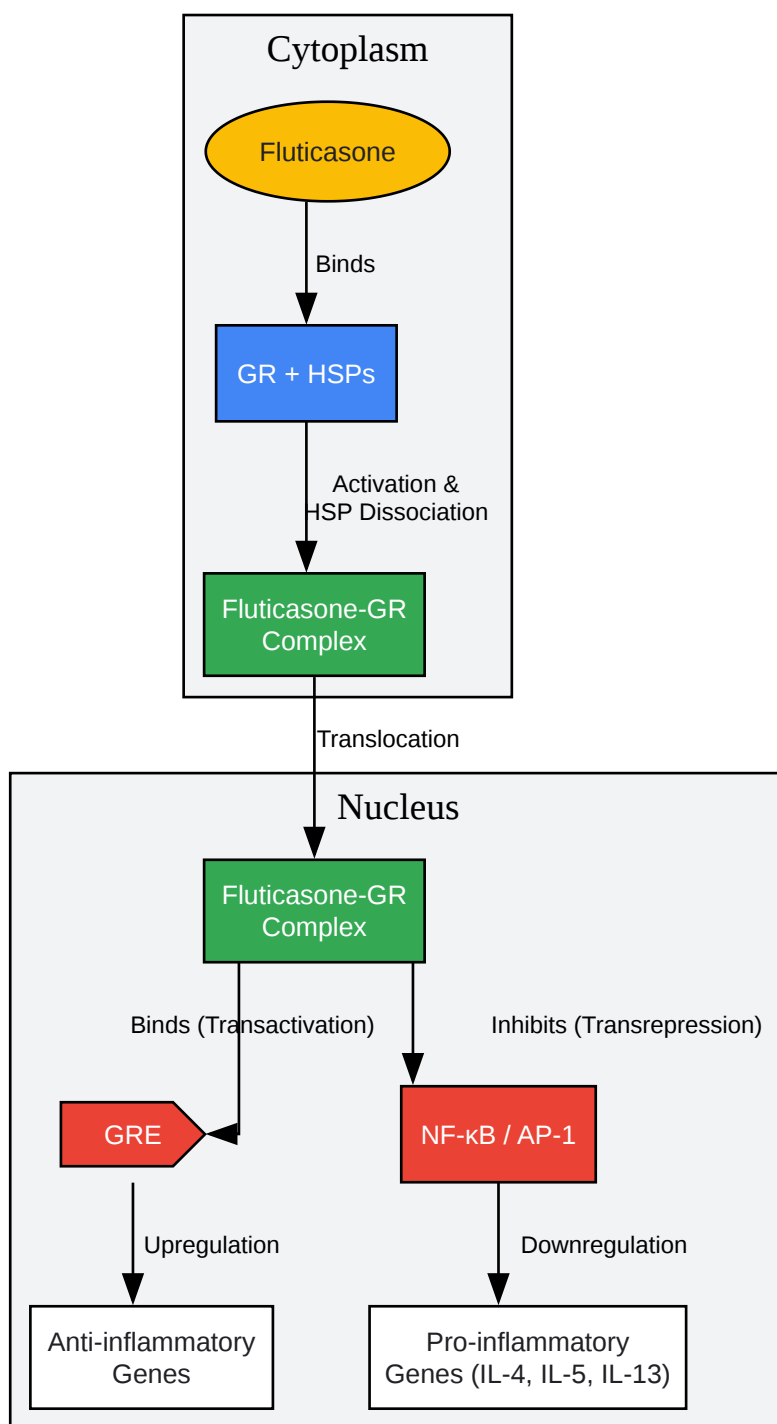 Cytoplasm
Fluticasone
Binds
GR + HSPs
Activation &
HSP Dissociation
Fluticasone-GR
Complex
Translocation
Nucleus
Fluticasone-GR
Complex
Binds (Transactivation)
Inhibits (Transrepression)
GRE
NF-κB / AP-1
Upregulation
Downregulation
Anti-inflammatory
Genes
Pro-inflammatory
Genes (IL-4, IL-5, IL-13)